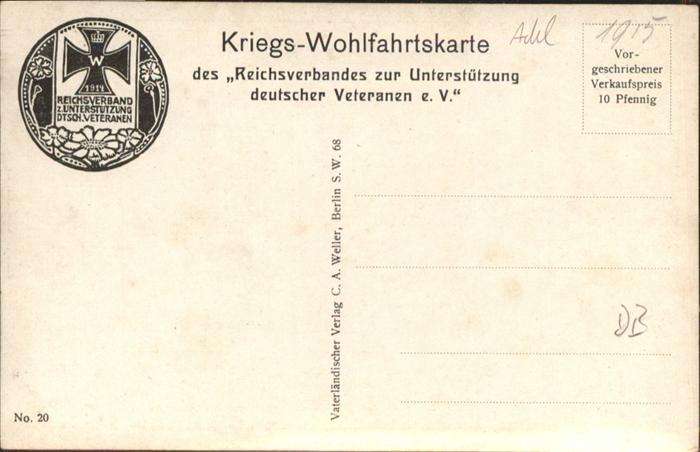 W
1914
REICHSVERBAND
Z. UNTERSTÜTZUNG
DTSCH. VETERANEN
Kriegs-Wohlfahrtskarte
des „Reichsverbandes zur Unterstützung
deutscher Veteranen e. V.“
1915
Vor-
geschriebener
Verkaufspreis
10 Pfennig
Vaterländischer Verlag C. A. Weller, Berlin S. W. 68
DB
No. 20